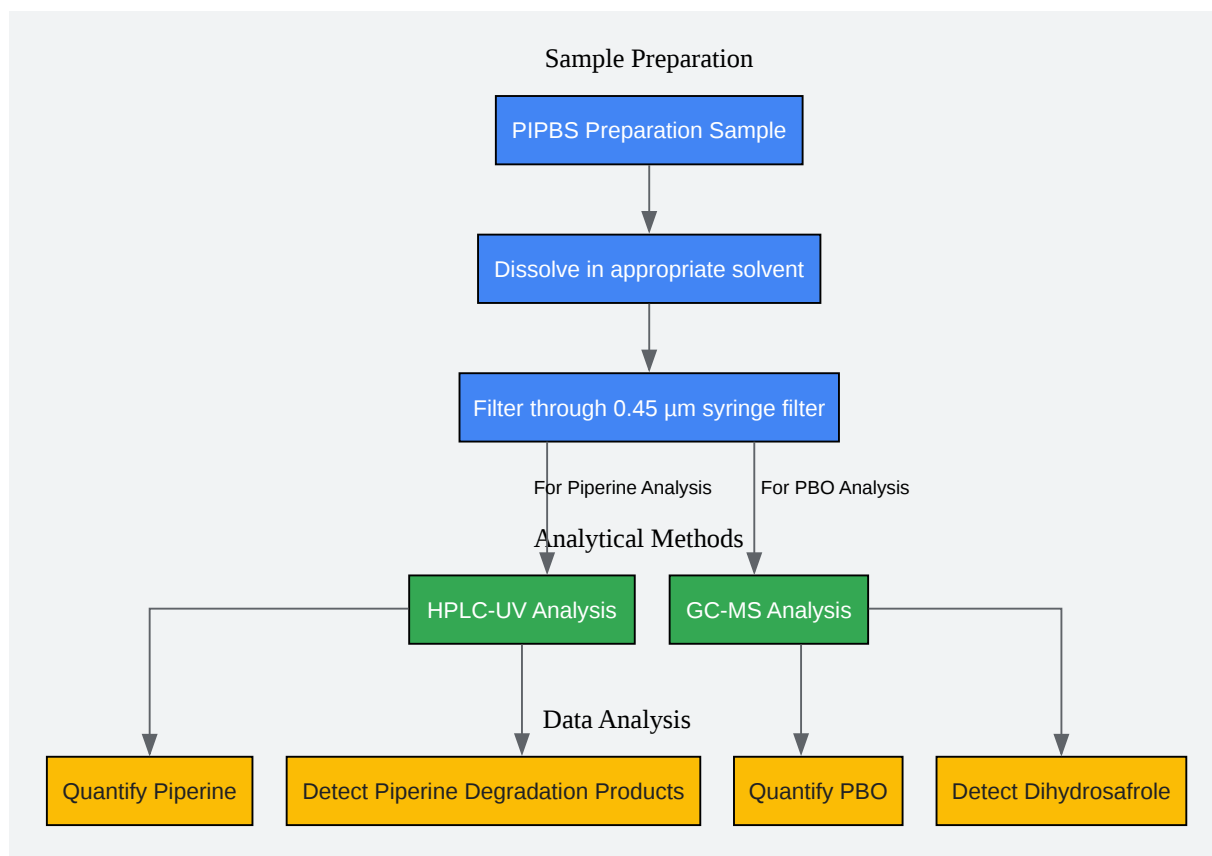 Sample Preparation
PIPBS Preparation Sample
Dissolve in appropriate solvent
Filter through 0.45 µm syringe filter
For Piperine Analysis
For PBO Analysis
Analytical Methods
HPLC-UV Analysis
GC-MS Analysis
Data Analysis
Quantify Piperine
Detect Piperine Degradation Products
Quantify PBO
Detect Dihydrosafrole